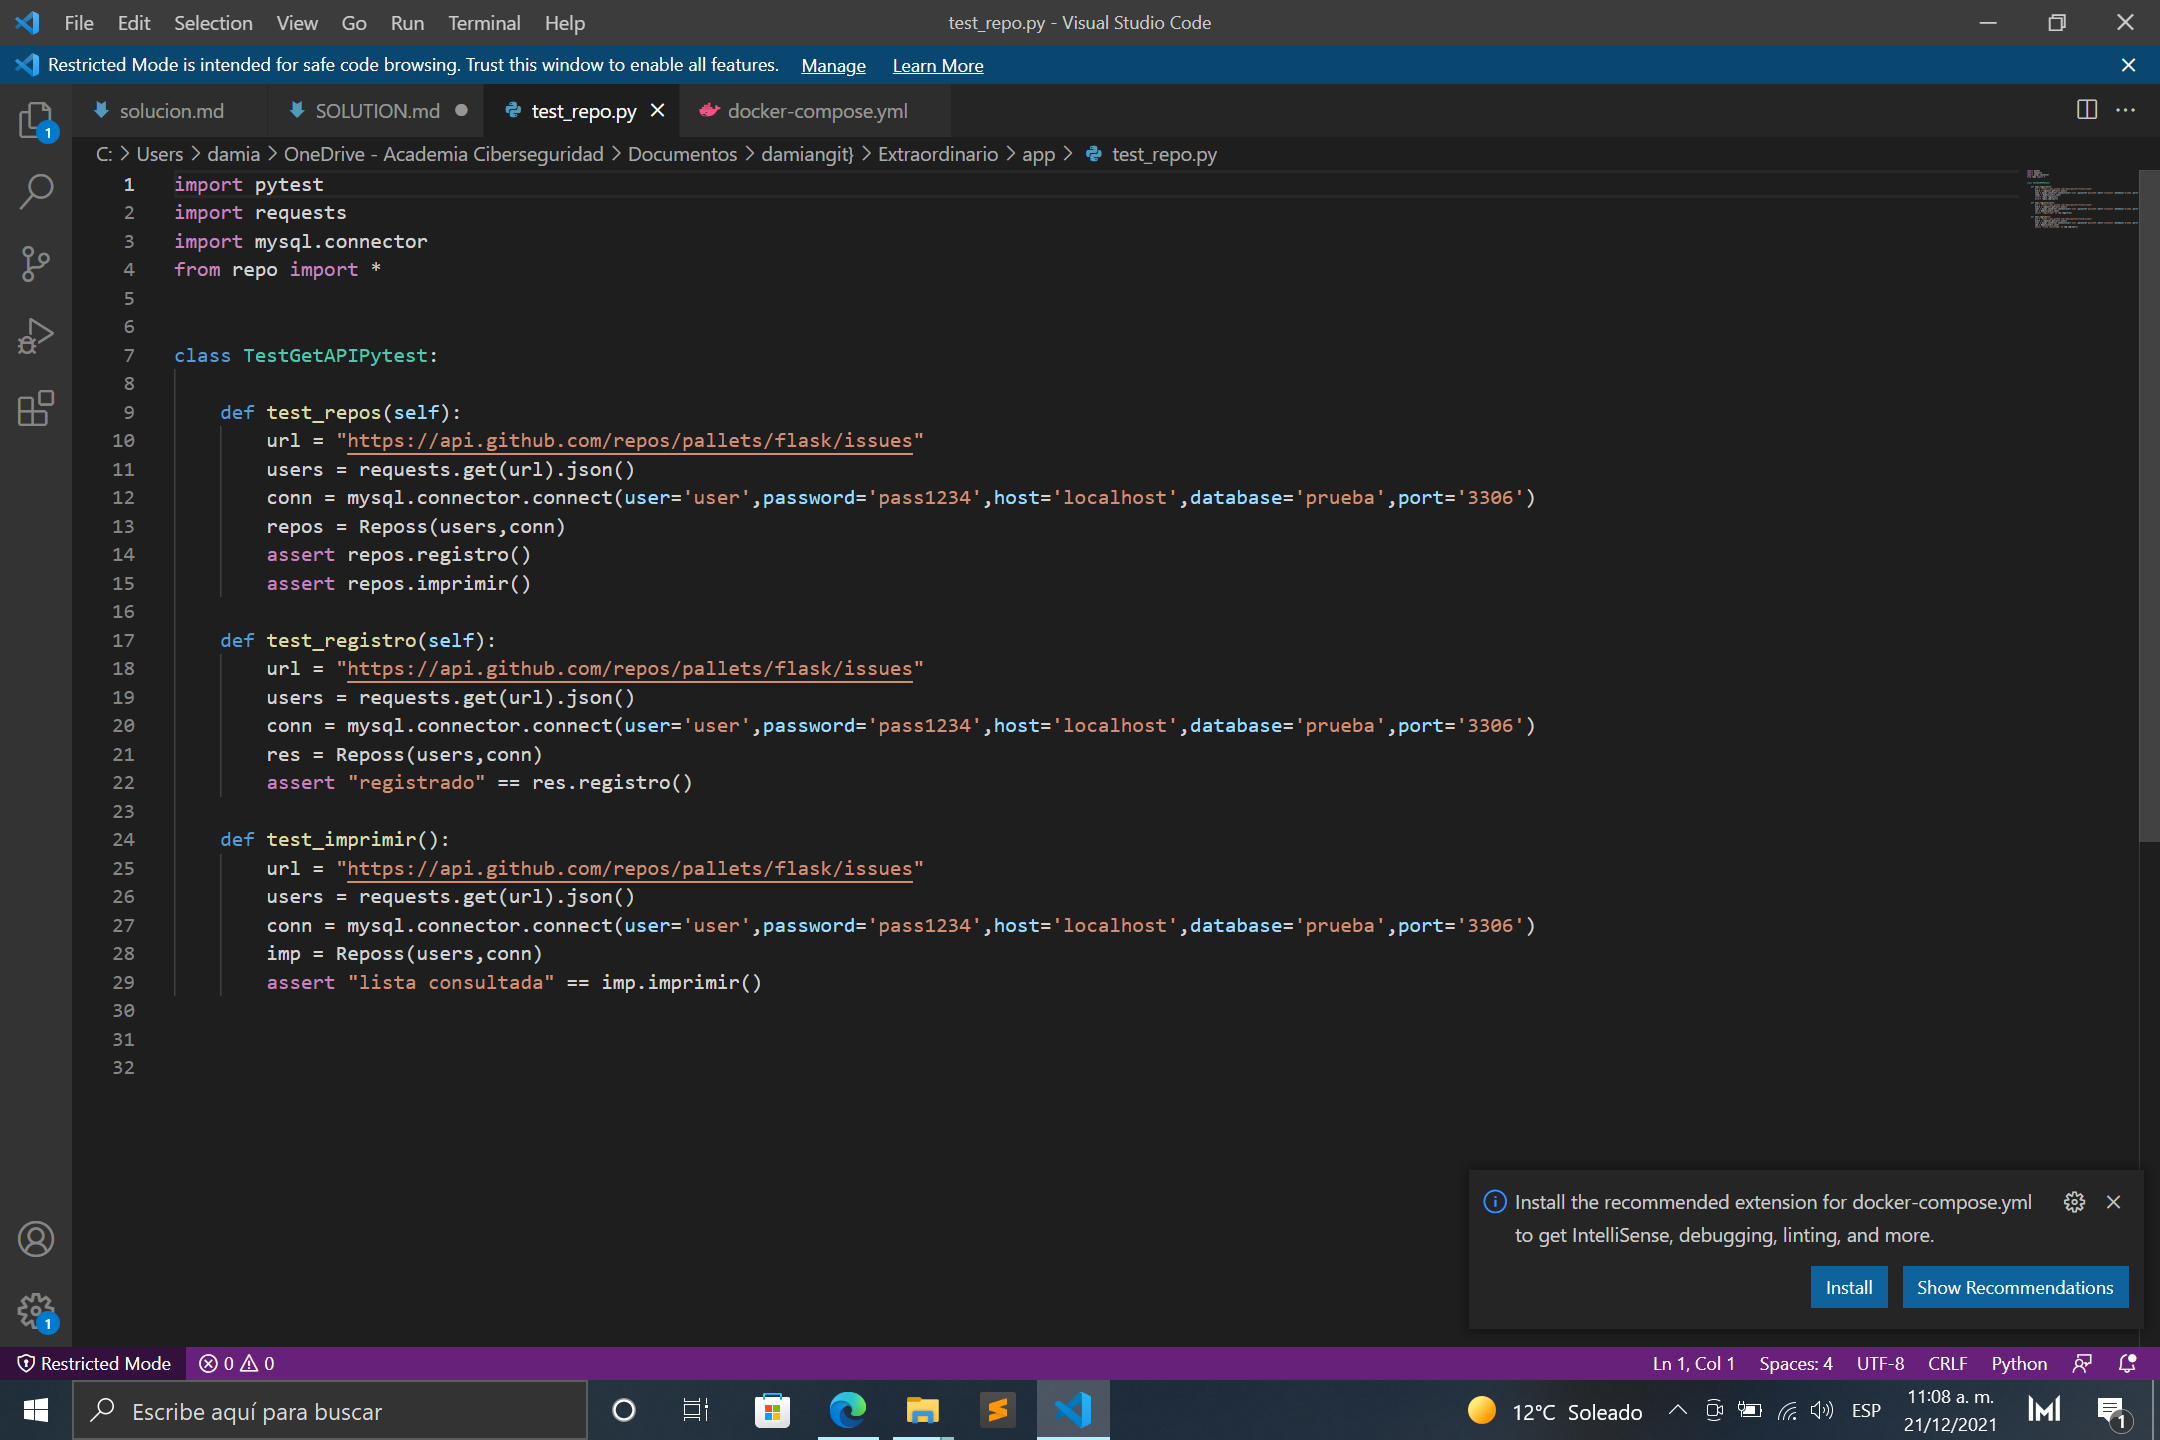 File Edit Selection View Go Run Terminal Help test_repo.py - Visual Studio Code
Restricted Mode is intended for safe code browsing. Trust this window to enable all features. Manage Learn More
solucion.md SOLUTION.md test_repo.py docker-compose.yml
C: > Users > damia > OneDrive - Academia Ciberseguridad > Documentos > damiangit} > Extraordinario > app > test_repo.py
1 import pytest
2 import requests
3 import mysql.connector
4 from repo import *
5
6
7 class TestGetAPIPytest:
8
9     def test_repos(self):
10         url = "https://api.github.com/repos/pallets/flask/issues"
11         users = requests.get(url).json()
12         conn = mysql.connector.connect(user='user',password='pass1234',host='localhost',database='prueba',port='3306')
13         repos = Reposs(users,conn)
14         assert repos.registro()
15         assert repos.imprimir()
16
17     def test_registro(self):
18         url = "https://api.github.com/repos/pallets/flask/issues"
19         users = requests.get(url).json()
20         conn = mysql.connector.connect(user='user',password='pass1234',host='localhost',database='prueba',port='3306')
21         res = Reposs(users,conn)
22         assert "registrado" == res.registro()
23
24     def test_imprimir():
25         url = "https://api.github.com/repos/pallets/flask/issues"
26         users = requests.get(url).json()
27         conn = mysql.connector.connect(user='user',password='pass1234',host='localhost',database='prueba',port='3306')
28         imp = Reposs(users,conn)
29         assert "lista consultada" == imp.imprimir()
30
31
32
Install the recommended extension for docker-compose.yml
to get IntelliSense, debugging, linting, and more.
Install Show Recommendations
1
1
Restricted Mode 0 0 Ln 1, Col 1 Spaces: 4 UTF-8 CRLF Python
Escribe aquí para buscar 12°C Soleado ESP 11:08 a. m.
21/12/2021 1